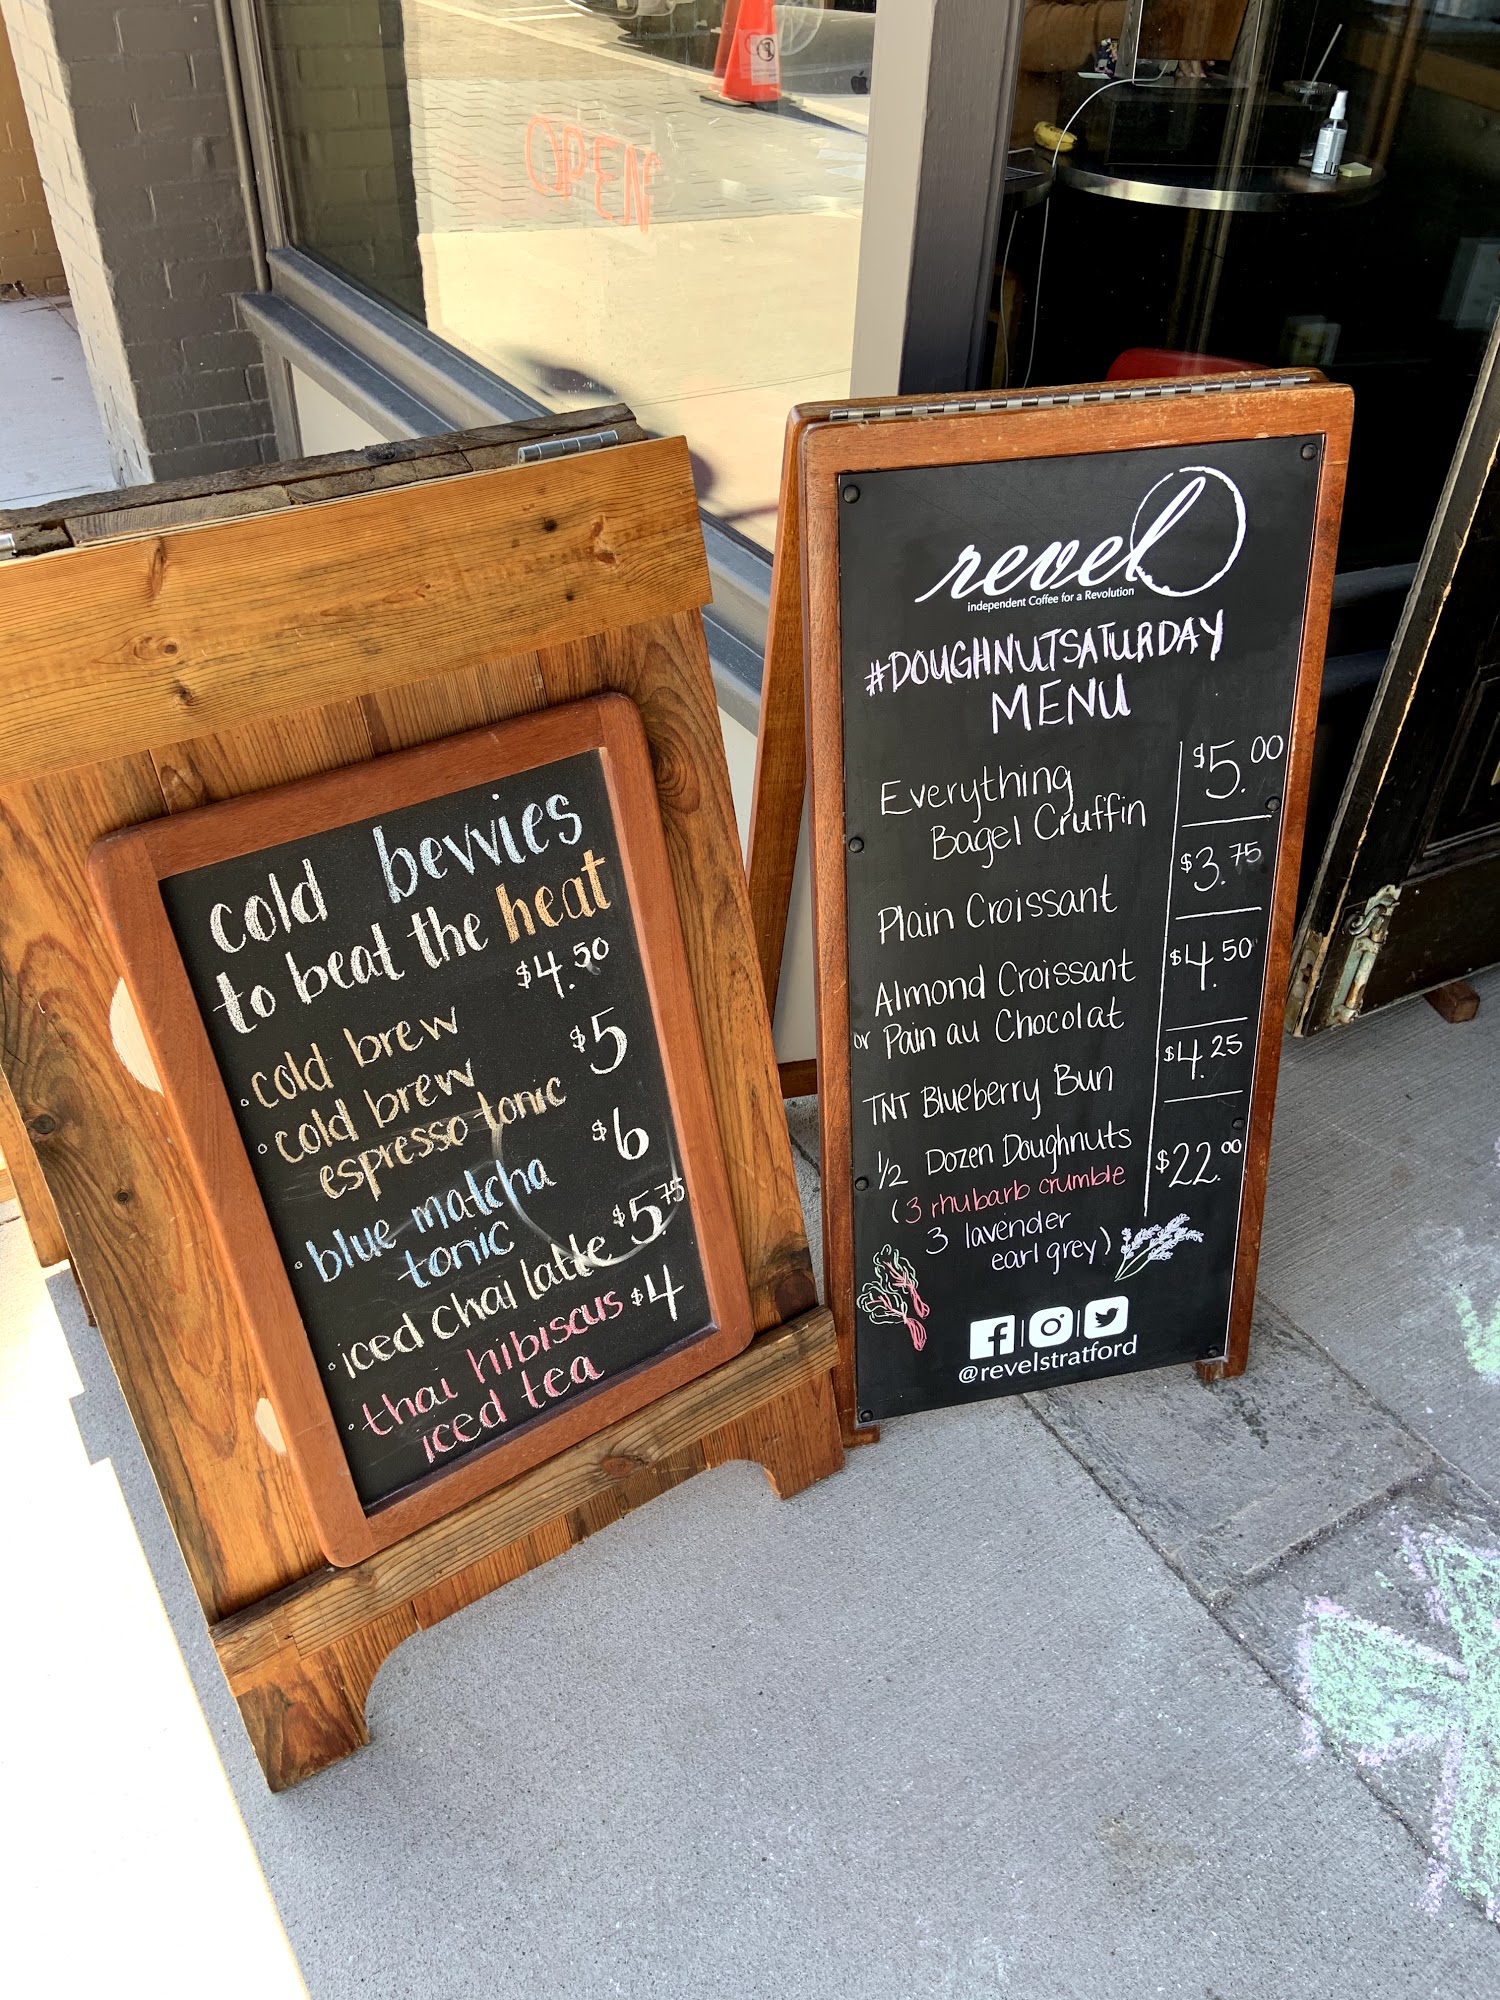 OPEN
cold bevvies
to beat the heat
$4.50
° cold brew
° cold brew $5
espresso tonic
° blue matcha $6
tonic
° iced chai latte $5.75
° thai hibiscus $4
iced tea
revel
independent Coffee for a Revolution
#DOUGHNUTSATURDAY
MENU
Everything $5.00
Bagel Cruffin
Plain Croissant $3.75
Almond Croissant $4.50
or Pain au Chocolat
TNT Blueberry Bun $4.25
1/2 Dozen Doughnuts $22.00
(3 rhubarb crumble
3 lavender
earl grey)
@revelstratford